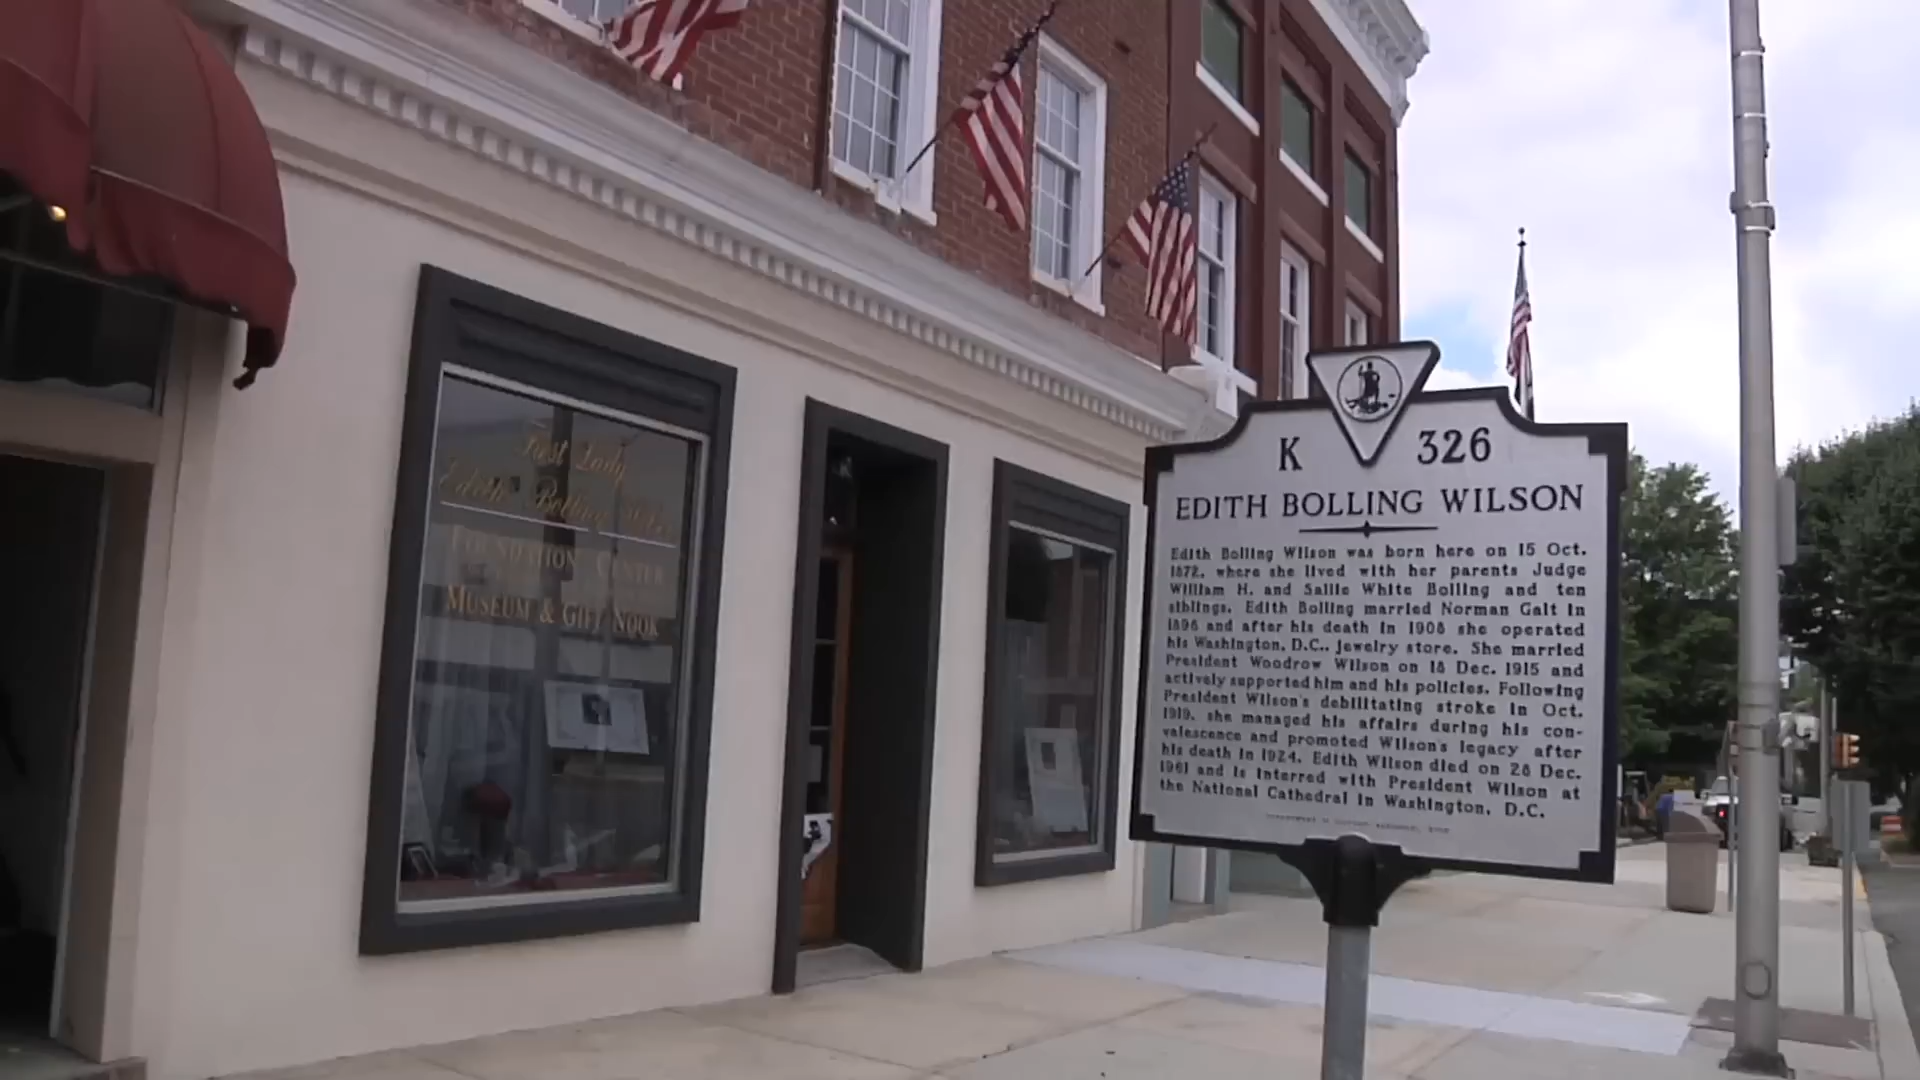 First Lady
Edith Bolling
FOUNDATION CENTER
MUSEUM & GIFT NOOK
K 326
EDITH BOLLING WILSON
Edith Bolling Wilson was born here on 15 Oct.
1872, where she lived with her parents Judge
William H. and Sallie White Bolling and ten
siblings. Edith Bolling married Norman Galt in
1896 and after his death in 1908 she operated
his Washington, D.C., jewelry store. She married
President Woodrow Wilson on 18 Dec. 1915 and
actively supported him and his policies. Following
President Wilson's debilitating stroke in Oct.
1919, she managed his affairs during his con-
valescence and promoted Wilson's legacy after
his death in 1924. Edith Wilson died on 28 Dec.
1961 and is interred with President Wilson at
the National Cathedral in Washington, D.C.